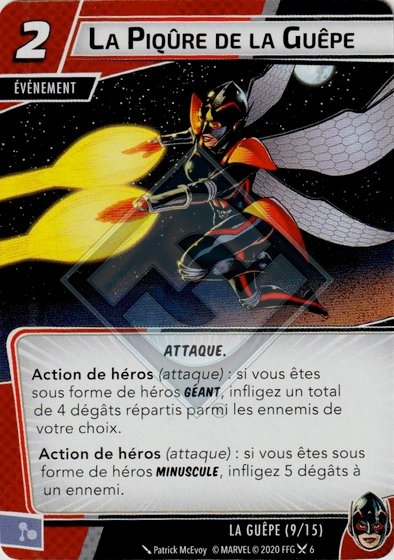 2
La Piqûre de la Guêpe
ÉVÉNEMENT
ATTAQUE.
Action de héros (attaque) : si vous êtes
sous forme de héros GÉANT, infligez un total
de 4 dégâts répartis parmi les ennemis de
votre choix.
Action de héros (attaque) : si vous êtes sous
forme de héros MINUSCULE, infligez 5 dégâts à
un ennemi.
LA GUÊPE (9/15)
Patrick McEvoy © MARVEL © 2020 FFG 6